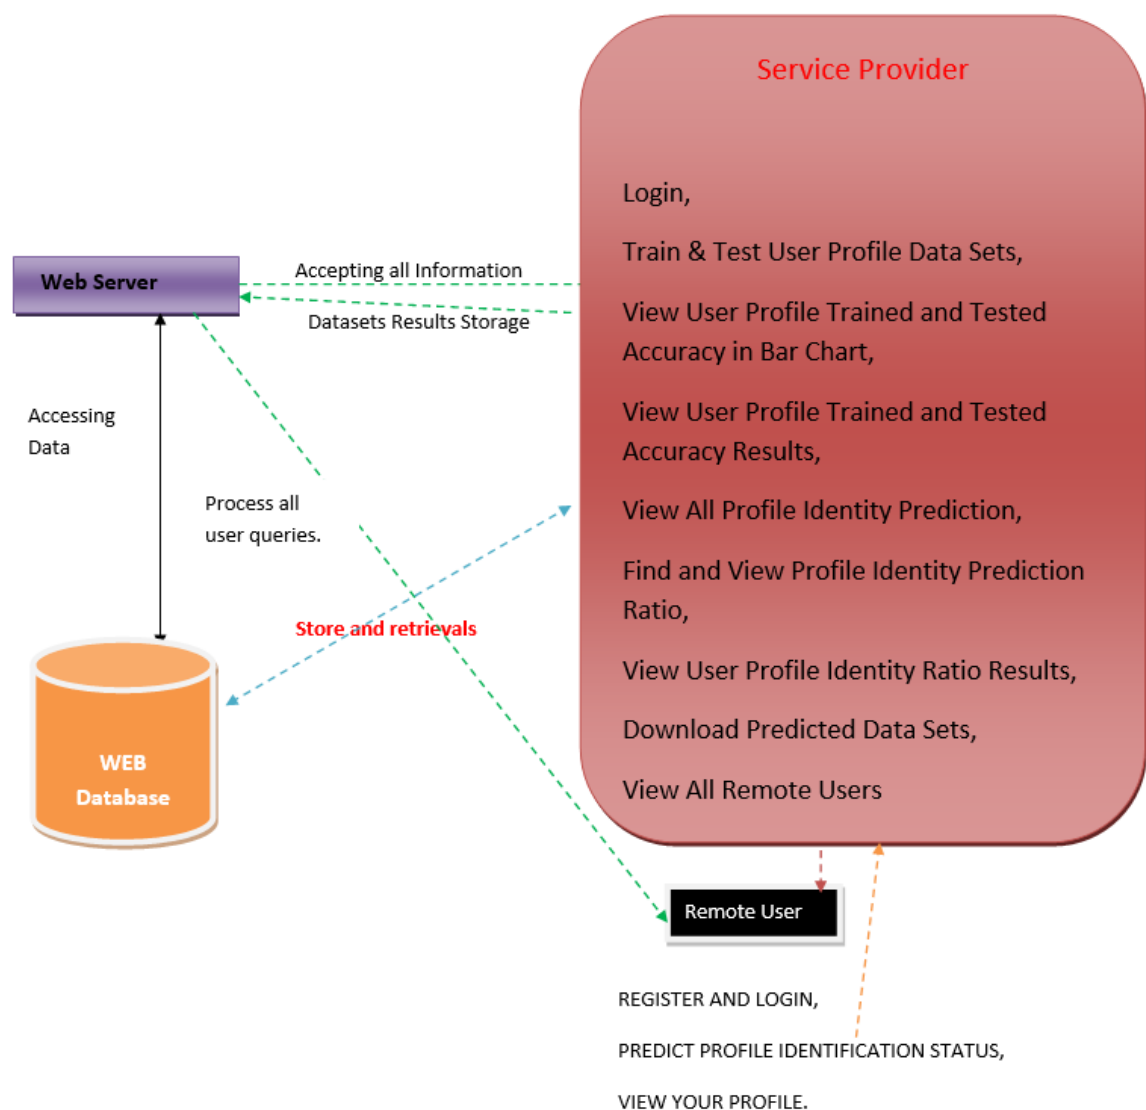 Service Provider
Login,
Train & Test User Profile Data Sets,
View User Profile Trained and Tested
Accuracy in Bar Chart,
View User Profile Trained and Tested
Accuracy Results,
View All Profile Identity Prediction,
Find and View Profile Identity Prediction
Ratio,
View User Profile Identity Ratio Results,
Download Predicted Data Sets,
View All Remote Users
Web Server
Accepting all Information
Datasets Results Storage
Accessing
Data
Process all
user queries.
Store and retrievals
WEB
Database
Remote User
REGISTER AND LOGIN,
PREDICT PROFILE IDENTIFICATION STATUS,
VIEW YOUR PROFILE.